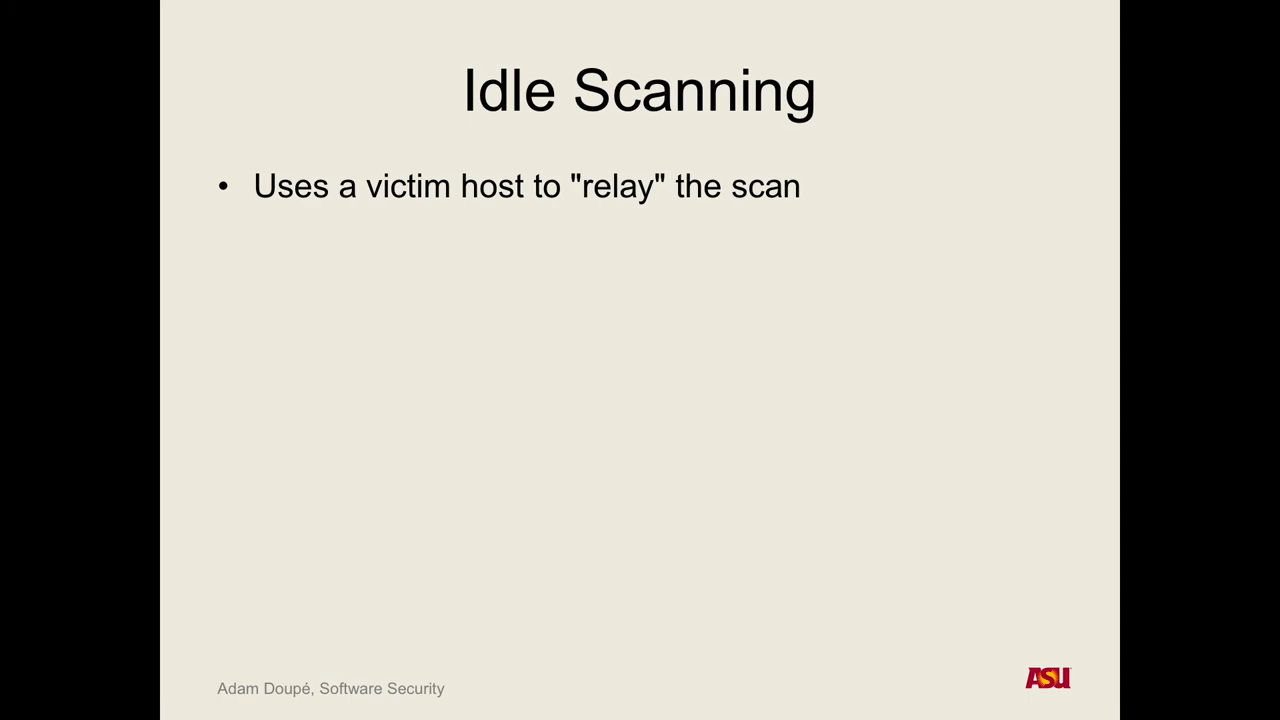 Idle Scanning
• Uses a victim host to "relay" the scan
Adam Doupé, Software Security
ASU